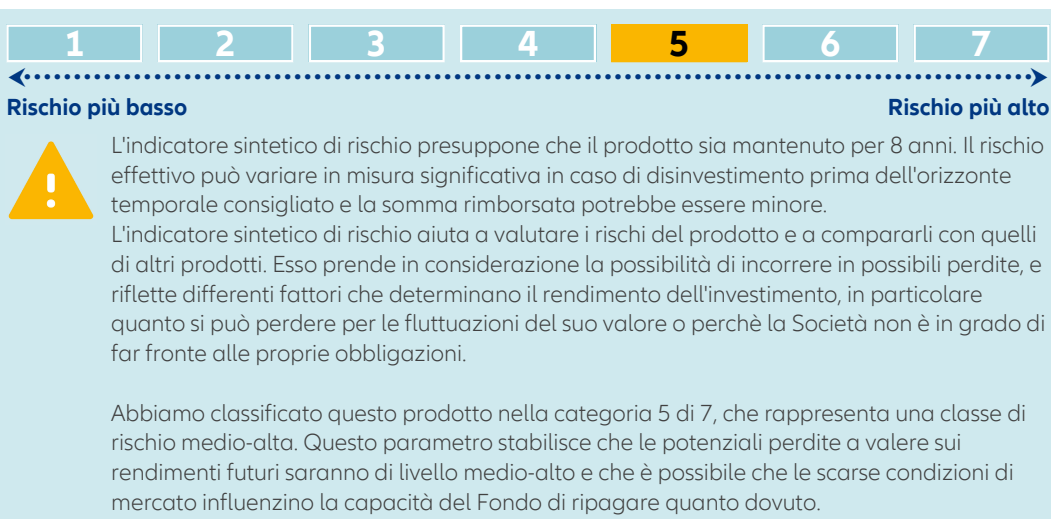 1 2 3 4 5 6 7
Rischio più basso Rischio più alto
L'indicatore sintetico di rischio presuppone che il prodotto sia mantenuto per 8 anni. Il rischio
effettivo può variare in misura significativa in caso di disinvestimento prima dell'orizzonte
temporale consigliato e la somma rimborsata potrebbe essere minore.
L'indicatore sintetico di rischio aiuta a valutare i rischi del prodotto e a compararli con quelli
di altri prodotti. Esso prende in considerazione la possibilità di incorrere in possibili perdite, e
riflette differenti fattori che determinano il rendimento dell'investimento, in particolare
quanto si può perdere per le fluttuazioni del suo valore o perchè la Società non è in grado di
far fronte alle proprie obbligazioni.
Abbiamo classificato questo prodotto nella categoria 5 di 7, che rappresenta una classe di
rischio medio-alta. Questo parametro stabilisce che le potenziali perdite a valere sui
rendimenti futuri saranno di livello medio-alto e che è possibile che le scarse condizioni di
mercato influenzino la capacità del Fondo di ripagare quanto dovuto.